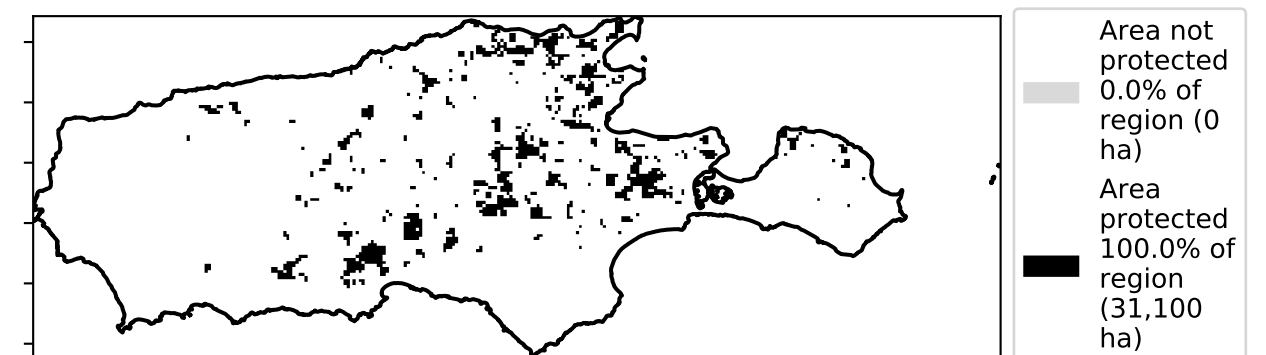 Area not
protected
0.0% of
region (0
ha)
Area
protected
100.0% of
region
(31,100
ha)